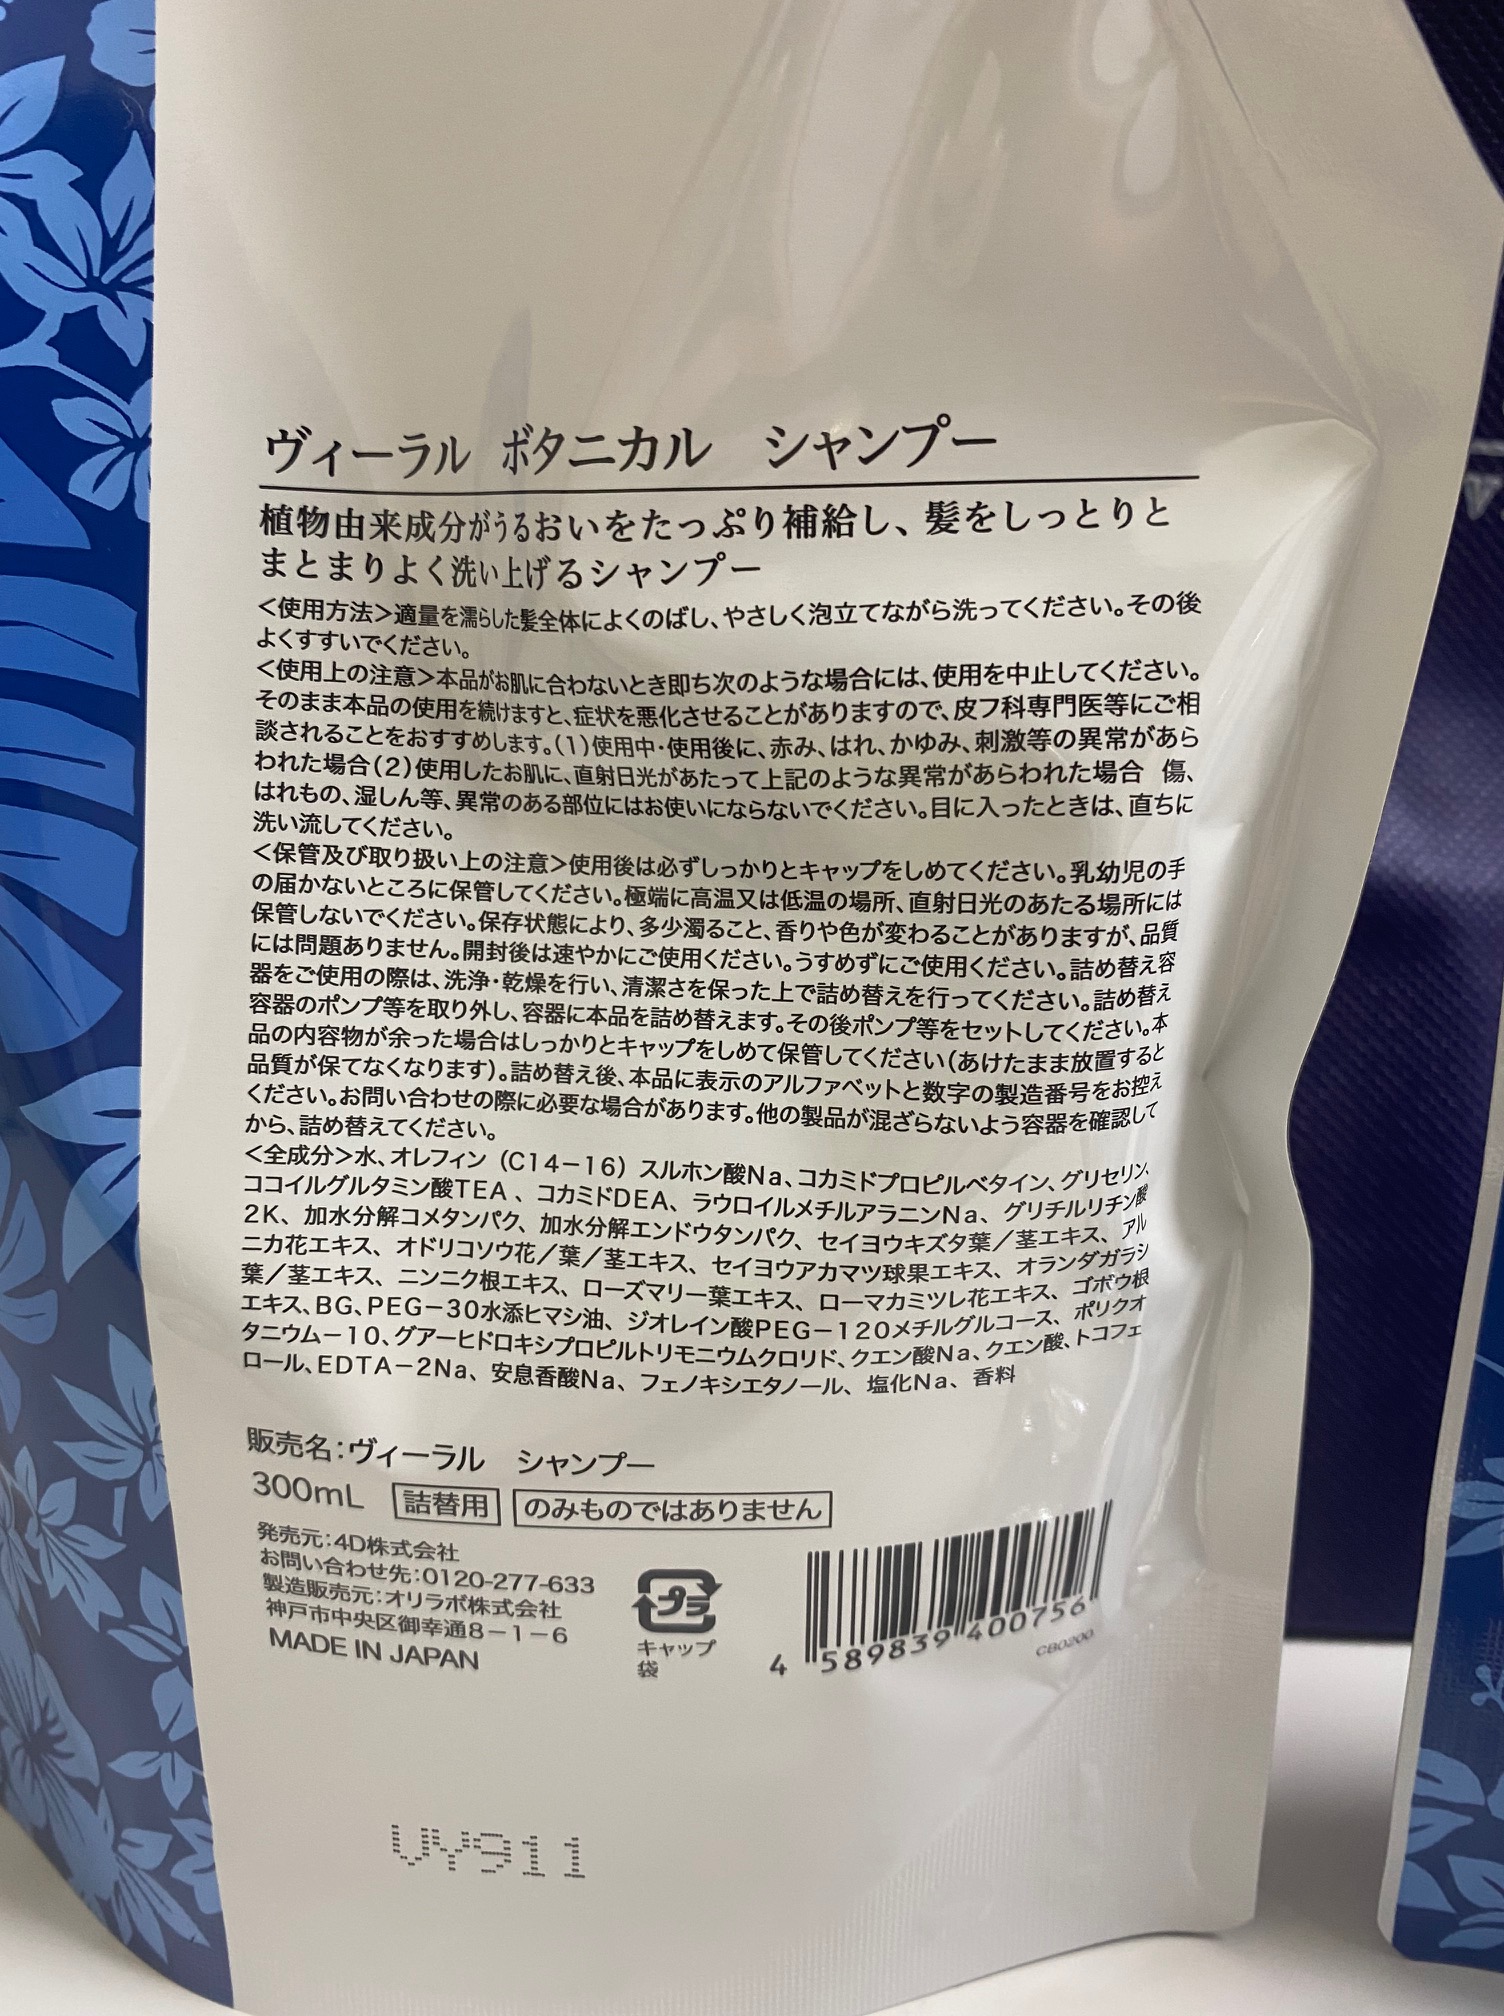 ヴィーラル ボタニカル　シャンプー
植物由来成分がうるおいをたっぷり補給し、髪をしっとりと
まとまりよく洗い上げるシャンプー
＜使用方法＞適量を濡らした髪全体によくのばし、やさしく泡立てながら洗ってください。その後
よくすすいでください。
＜使用上の注意＞本品がお肌に合わないとき即ち次のような場合には、使用を中止してください。
そのまま本品の使用を続けますと、症状を悪化させることがありますので、皮フ科専門医等にご相
談されることをおすすめします。（1）使用中・使用後に、赤み、はれ、かゆみ、刺激等の異常があら
われた場合（2）使用したお肌に、直射日光があたって上記のような異常があらわれた場合　傷、
はれもの、湿しん等、異常のある部位にはお使いにならないでください。目に入ったときは、直ちに
洗い流してください。
＜保管及び取り扱い上の注意＞使用後は必ずしっかりとキャップをしめてください。乳幼児の手
の届かないところに保管してください。極端に高温又は低温の場所、直射日光のあたる場所には
保管しないでください。保存状態により、多少濁ること、香りや色が変わることがありますが、品質
には問題ありません。開封後は速やかにご使用ください。うすめずにご使用ください。詰め替え容
器をご使用の際は、洗浄・乾燥を行い、清潔さを保った上で詰め替えを行ってください。詰め替え
容器のポンプ等を取り外し、容器に本品を詰め替えます。その後ポンプ等をセットしてください。本
品の内容物が余った場合はしっかりとキャップをしめて保管してください（あけたまま放置すると
品質が保てなくなります）。詰め替え後、本品に表示のアルファベットと数字の製造番号をお控え
ください。お問い合わせの際に必要な場合があります。他の製品が混ざらないよう容器を確認して
から、詰め替えてください。
＜全成分＞水、オレフィン（C14－16）スルホン酸Na、コカミドプロピルベタイン、グリセリン、
ココイルグルタミン酸TEA、コカミドDEA、ラウロイルメチルアラニンNa、グリチルリチン酸
2K、加水分解コメタンパク、加水分解エンドウタンパク、セイヨウキズタ葉／茎エキス、アル
ニカ花エキス、オドリコソウ花／葉／茎エキス、セイヨウアカマツ球果エキス、オランダガラシ
葉／茎エキス、ニンニク根エキス、ローズマリー葉エキス、ローマカミツレ花エキス、ゴボウ根
エキス、BG、PEG－30水添ヒマシ油、ジオレイン酸PEG－120メチルグルコース、ポリクオ
タニウム－10、グアーヒドロキシプロピルトリモニウムクロリド、クエン酸Na、クエン酸、トコフェ
ロール、EDTA－2Na、安息香酸Na、フェノキシエタノール、塩化Na、香料
販売名：ヴィーラル　シャンプー
300mL 詰替用 のみものではありません
発売元：4D株式会社
お問い合わせ先：0120-277-633
製造販売元：オリラボ株式会社
神戸市中央区御幸通8－1－6
MADE IN JAPAN
プラ
キャップ
袋
4 589839 400756
CB0200
VY911